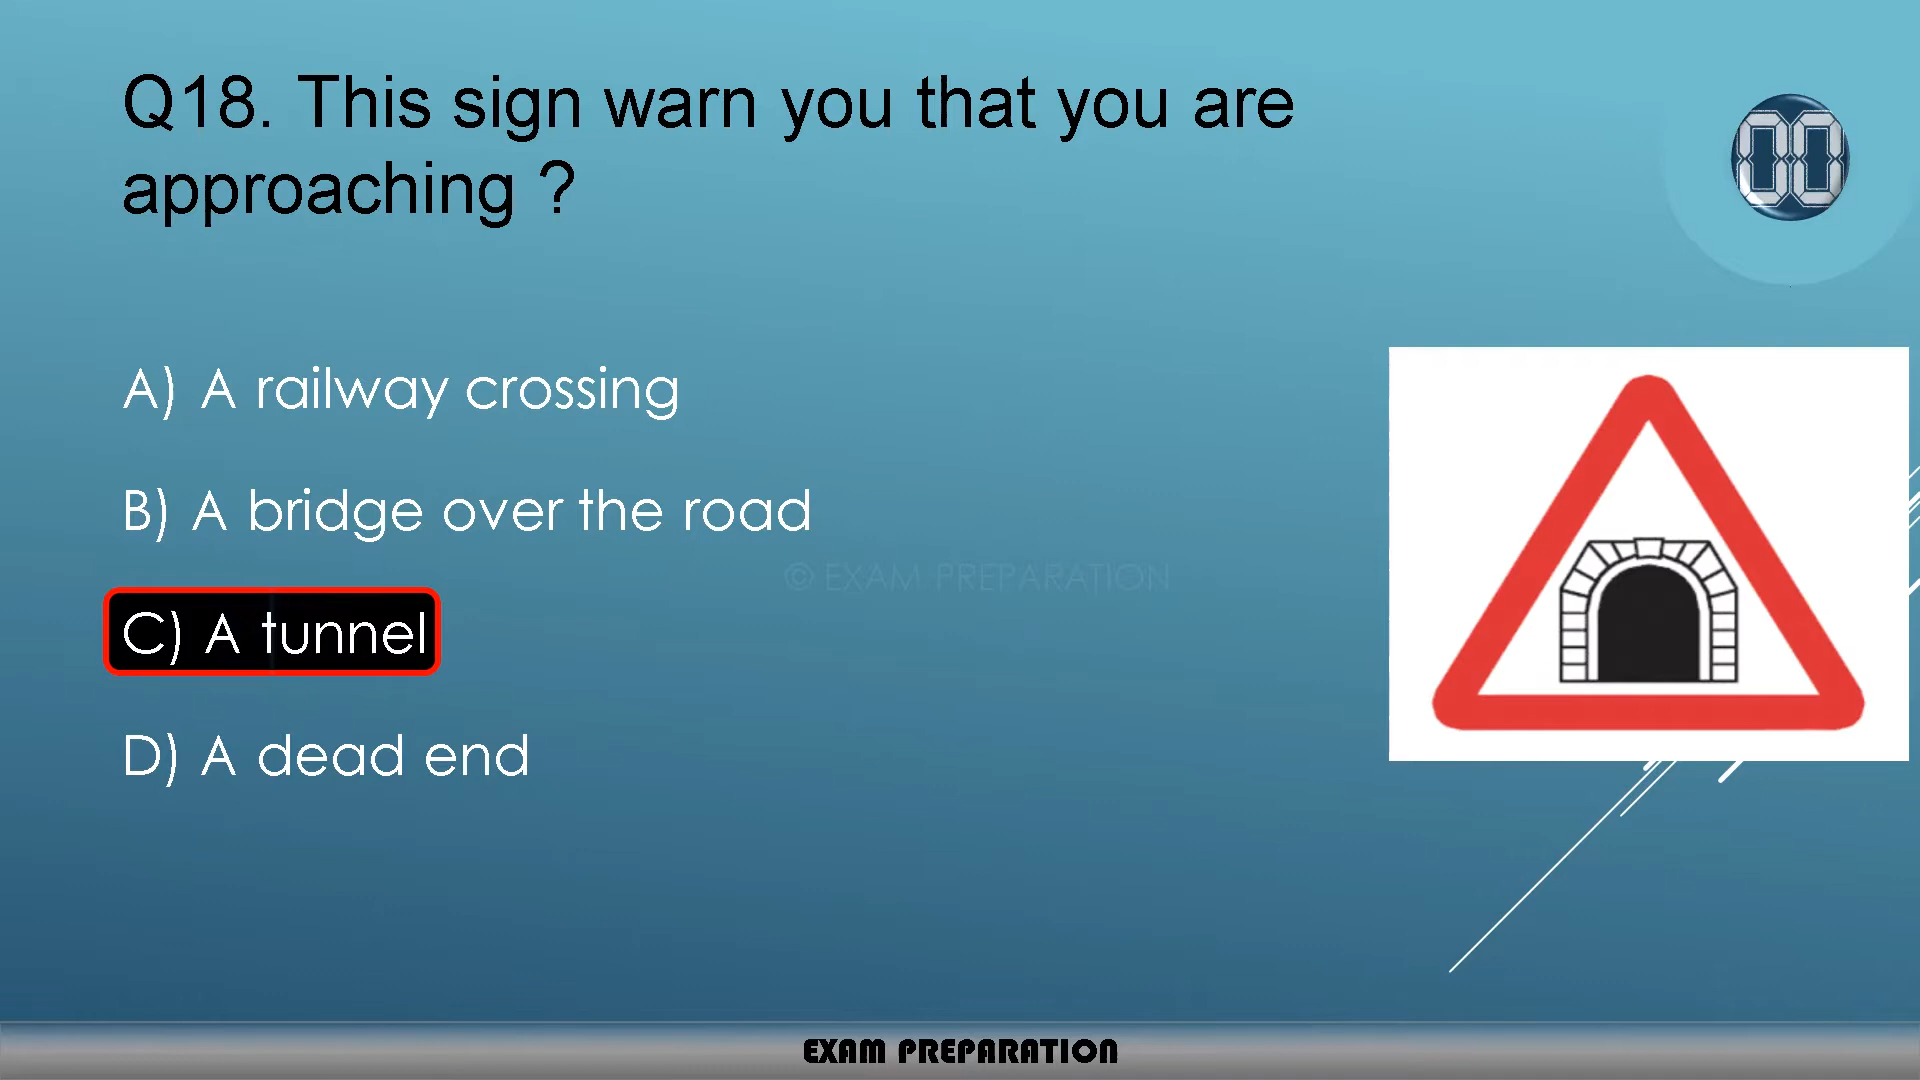 Q18. This sign warn you that you are
approaching ?
00
A) A railway crossing
B) A bridge over the road
© EXAM PREPARATION
C) A tunnel
D) A dead end
EXAM PREPARATION